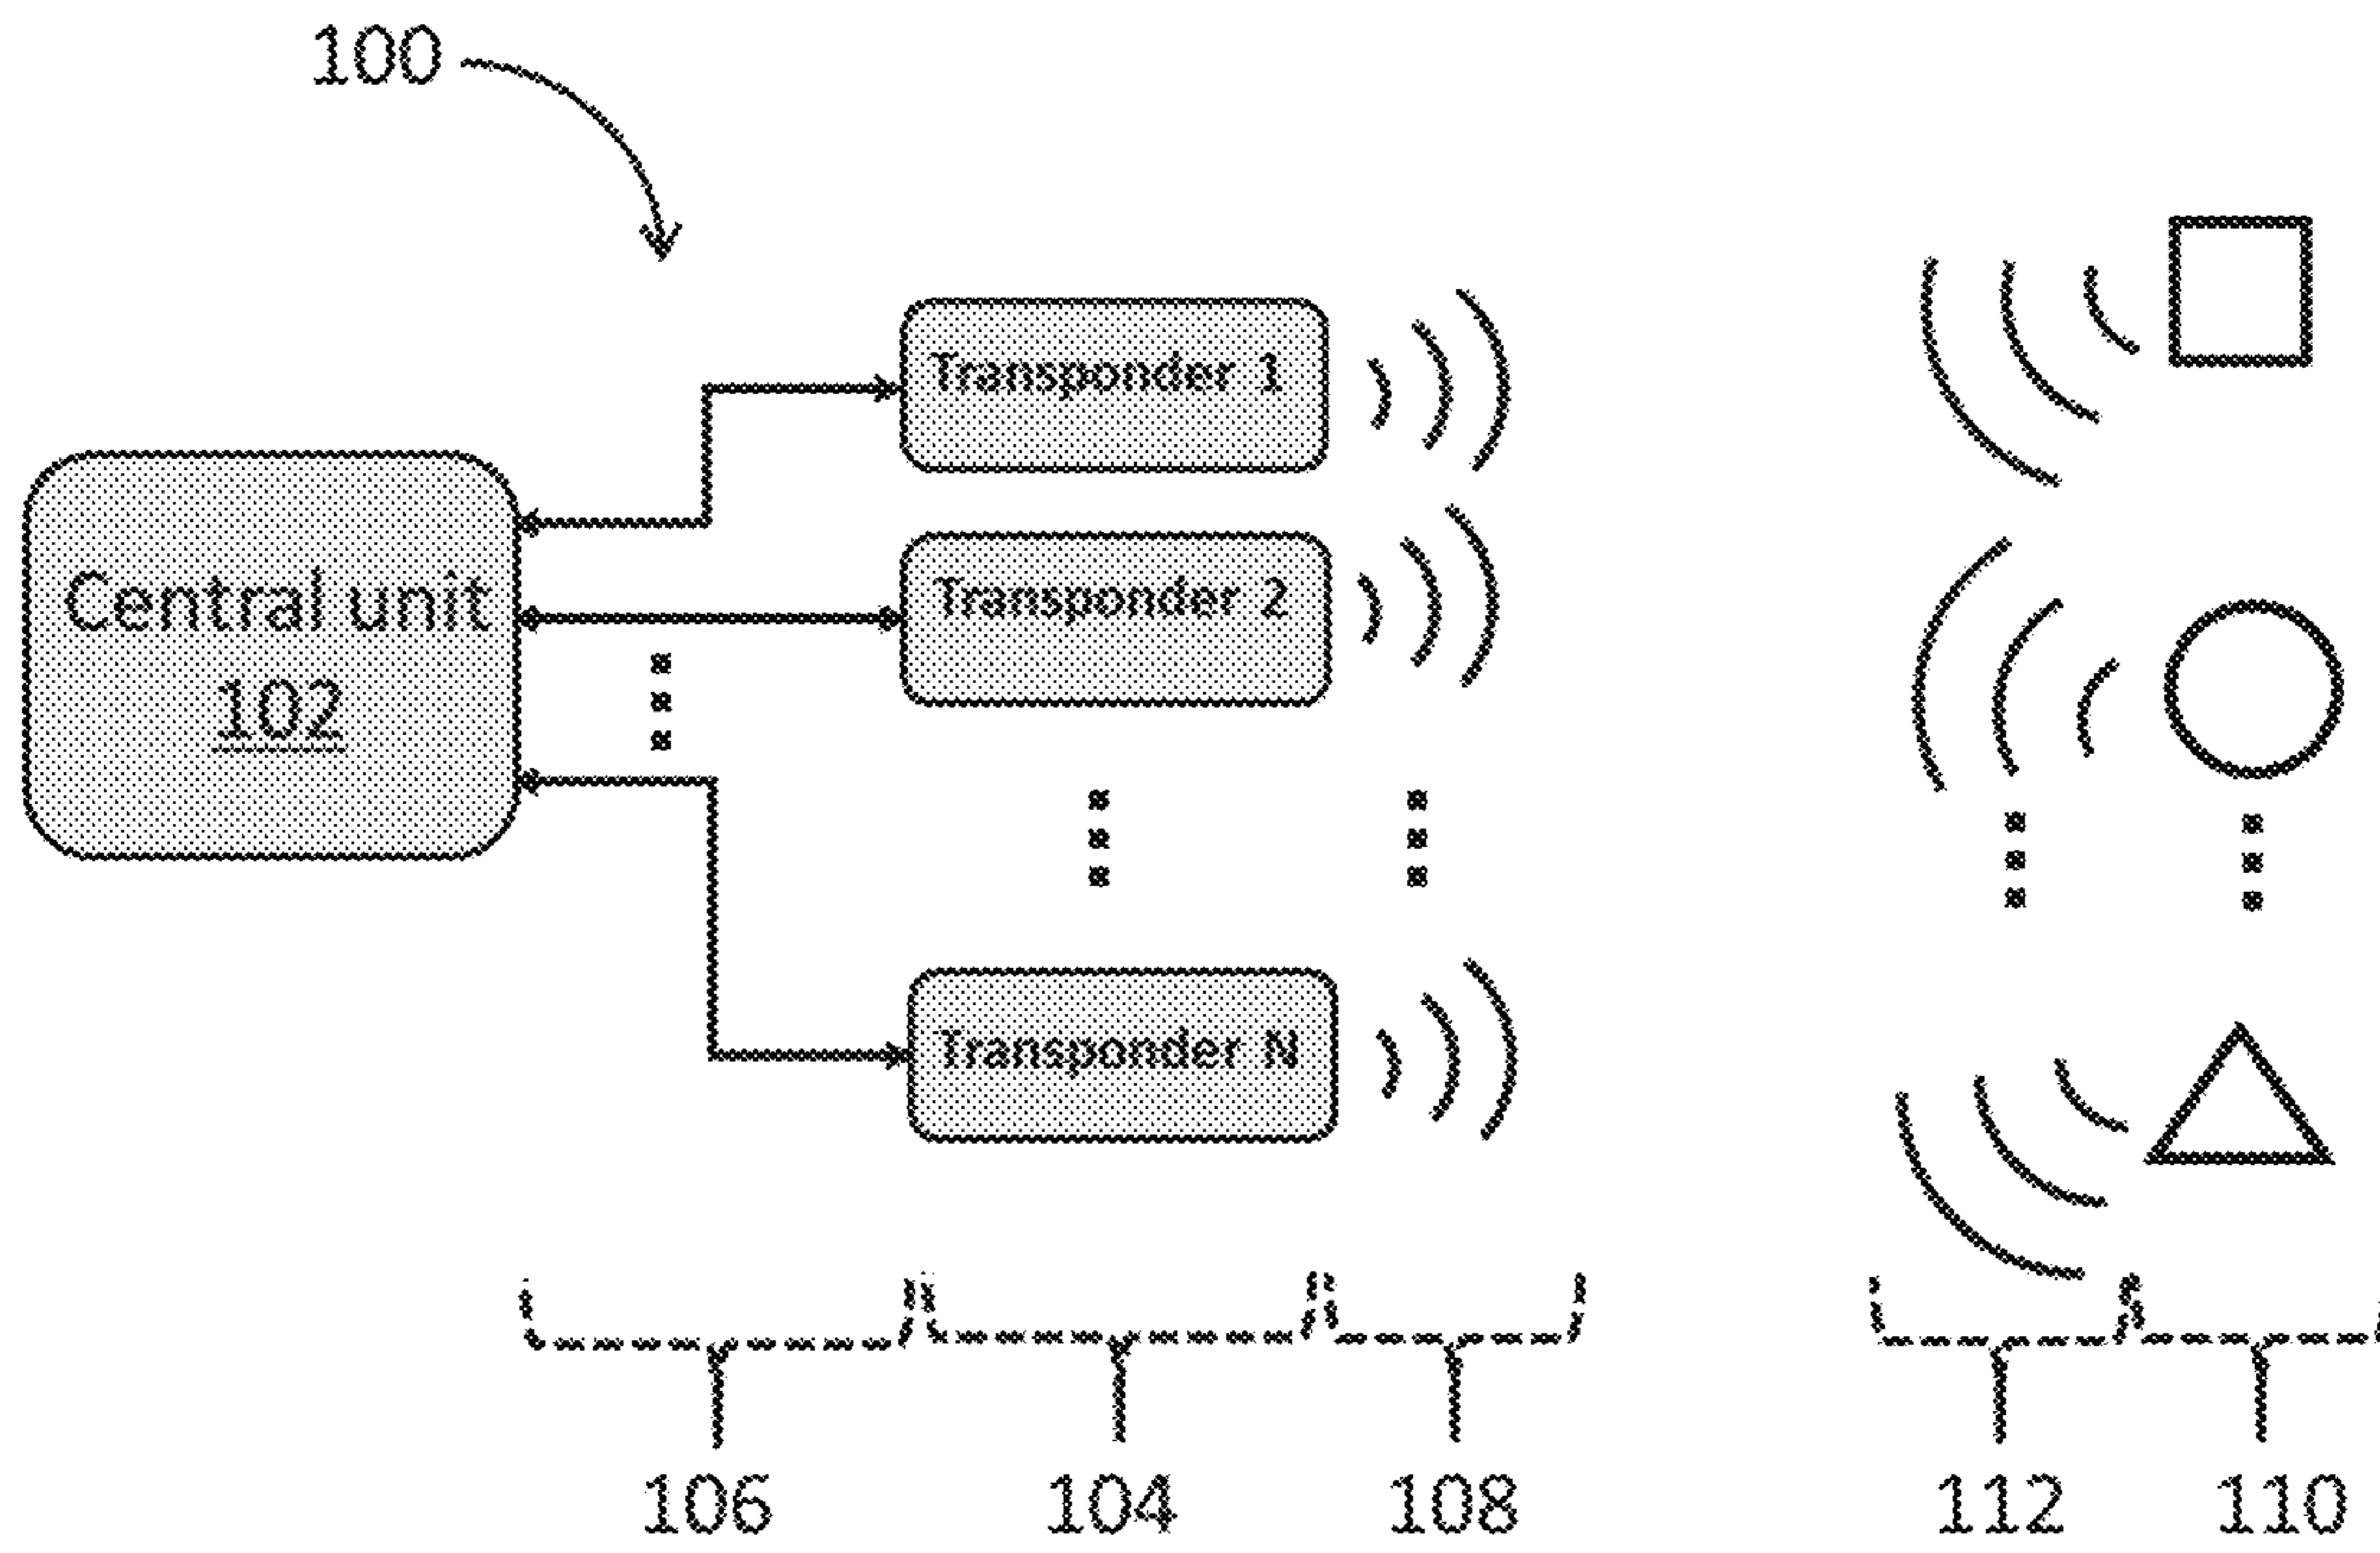 100
Transponder 1
Central unit
102
Transponder 2
Transponder N
106
104
108
112
110